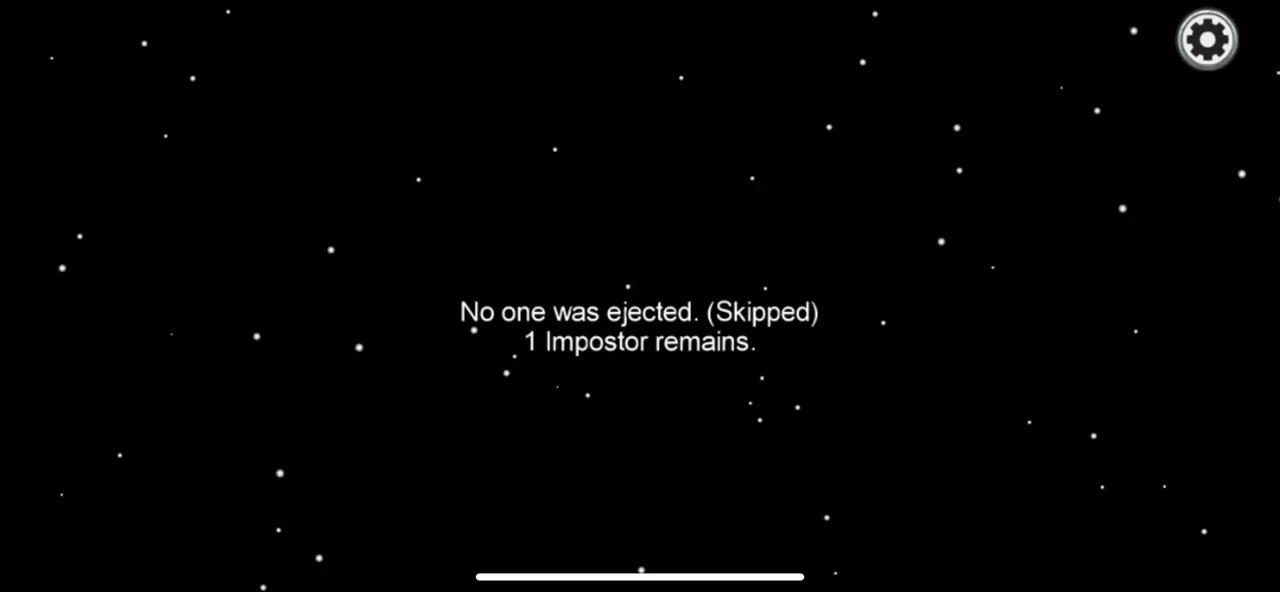 No one was ejected. (Skipped)
1 Impostor remains.